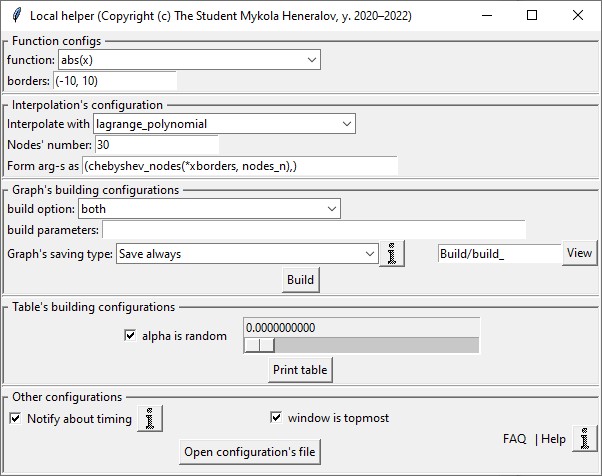 Local helper (Copyright (c) The Student Mykola Heneralov, y. 2020–2022)
Function configs
function: abs(x)
borders: (-10, 10)
Interpolation's configuration
Interpolate with lagrange_polynomial
Nodes' number: 30
Form arg-s as (chebyshev_nodes(*xborders, nodes_n),)
Graph's building configurations
build option: both
build parameters:
Graph's saving type: Save always i Build/build_ View
Build
Table's building configurations
0.0000000000
alpha is random
Print table
Other configurations
Notify about timing i window is topmost
FAQ | Help i
Open configuration's file